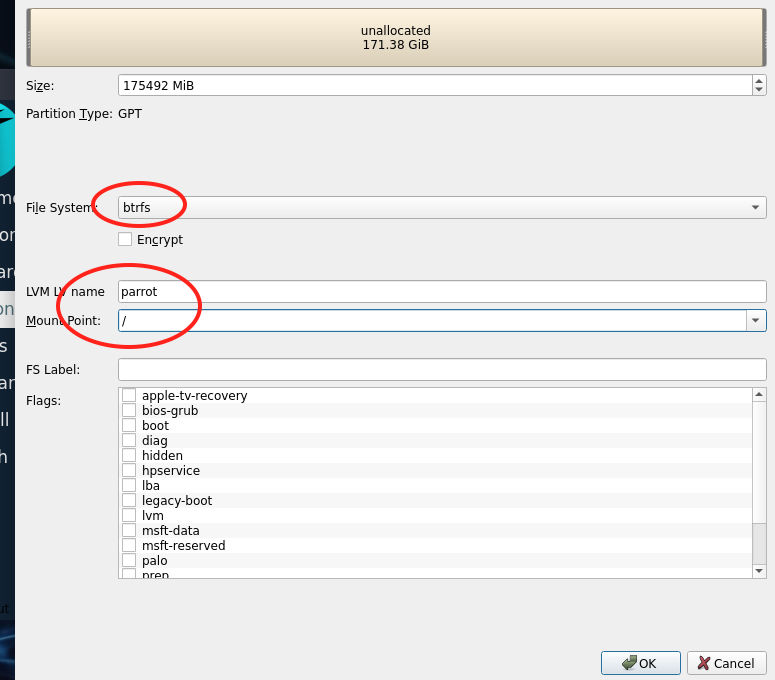 unallocated
171.38 GiB
Size: 175492 MiB
Partition Type: GPT
File System: btrfs
Encrypt
LVM LV name parrot
Mount Point: /
FS Label:
Flags:
apple-tv-recovery
bios-grub
boot
diag
hidden
hpservice
lba
legacy-boot
lvm
msft-data
msft-reserved
palo
prep
OK Cancel